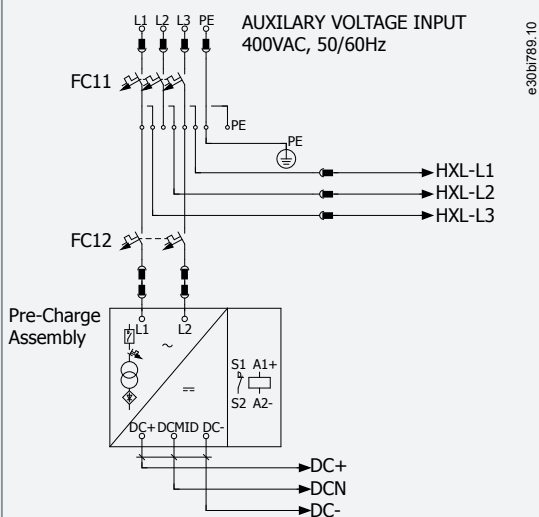 L1 L2 L3 PE
AUXILARY VOLTAGE INPUT
400VAC, 50/60Hz
e30bl789.10
FC11
PE
PE
HXL-L1
HXL-L2
HXL-L3
FC12
Pre-Charge
Assembly
L1 L2
S1 A1+
S2 A2-
DC+ DCMID DC-
DC+
DCN
DC-